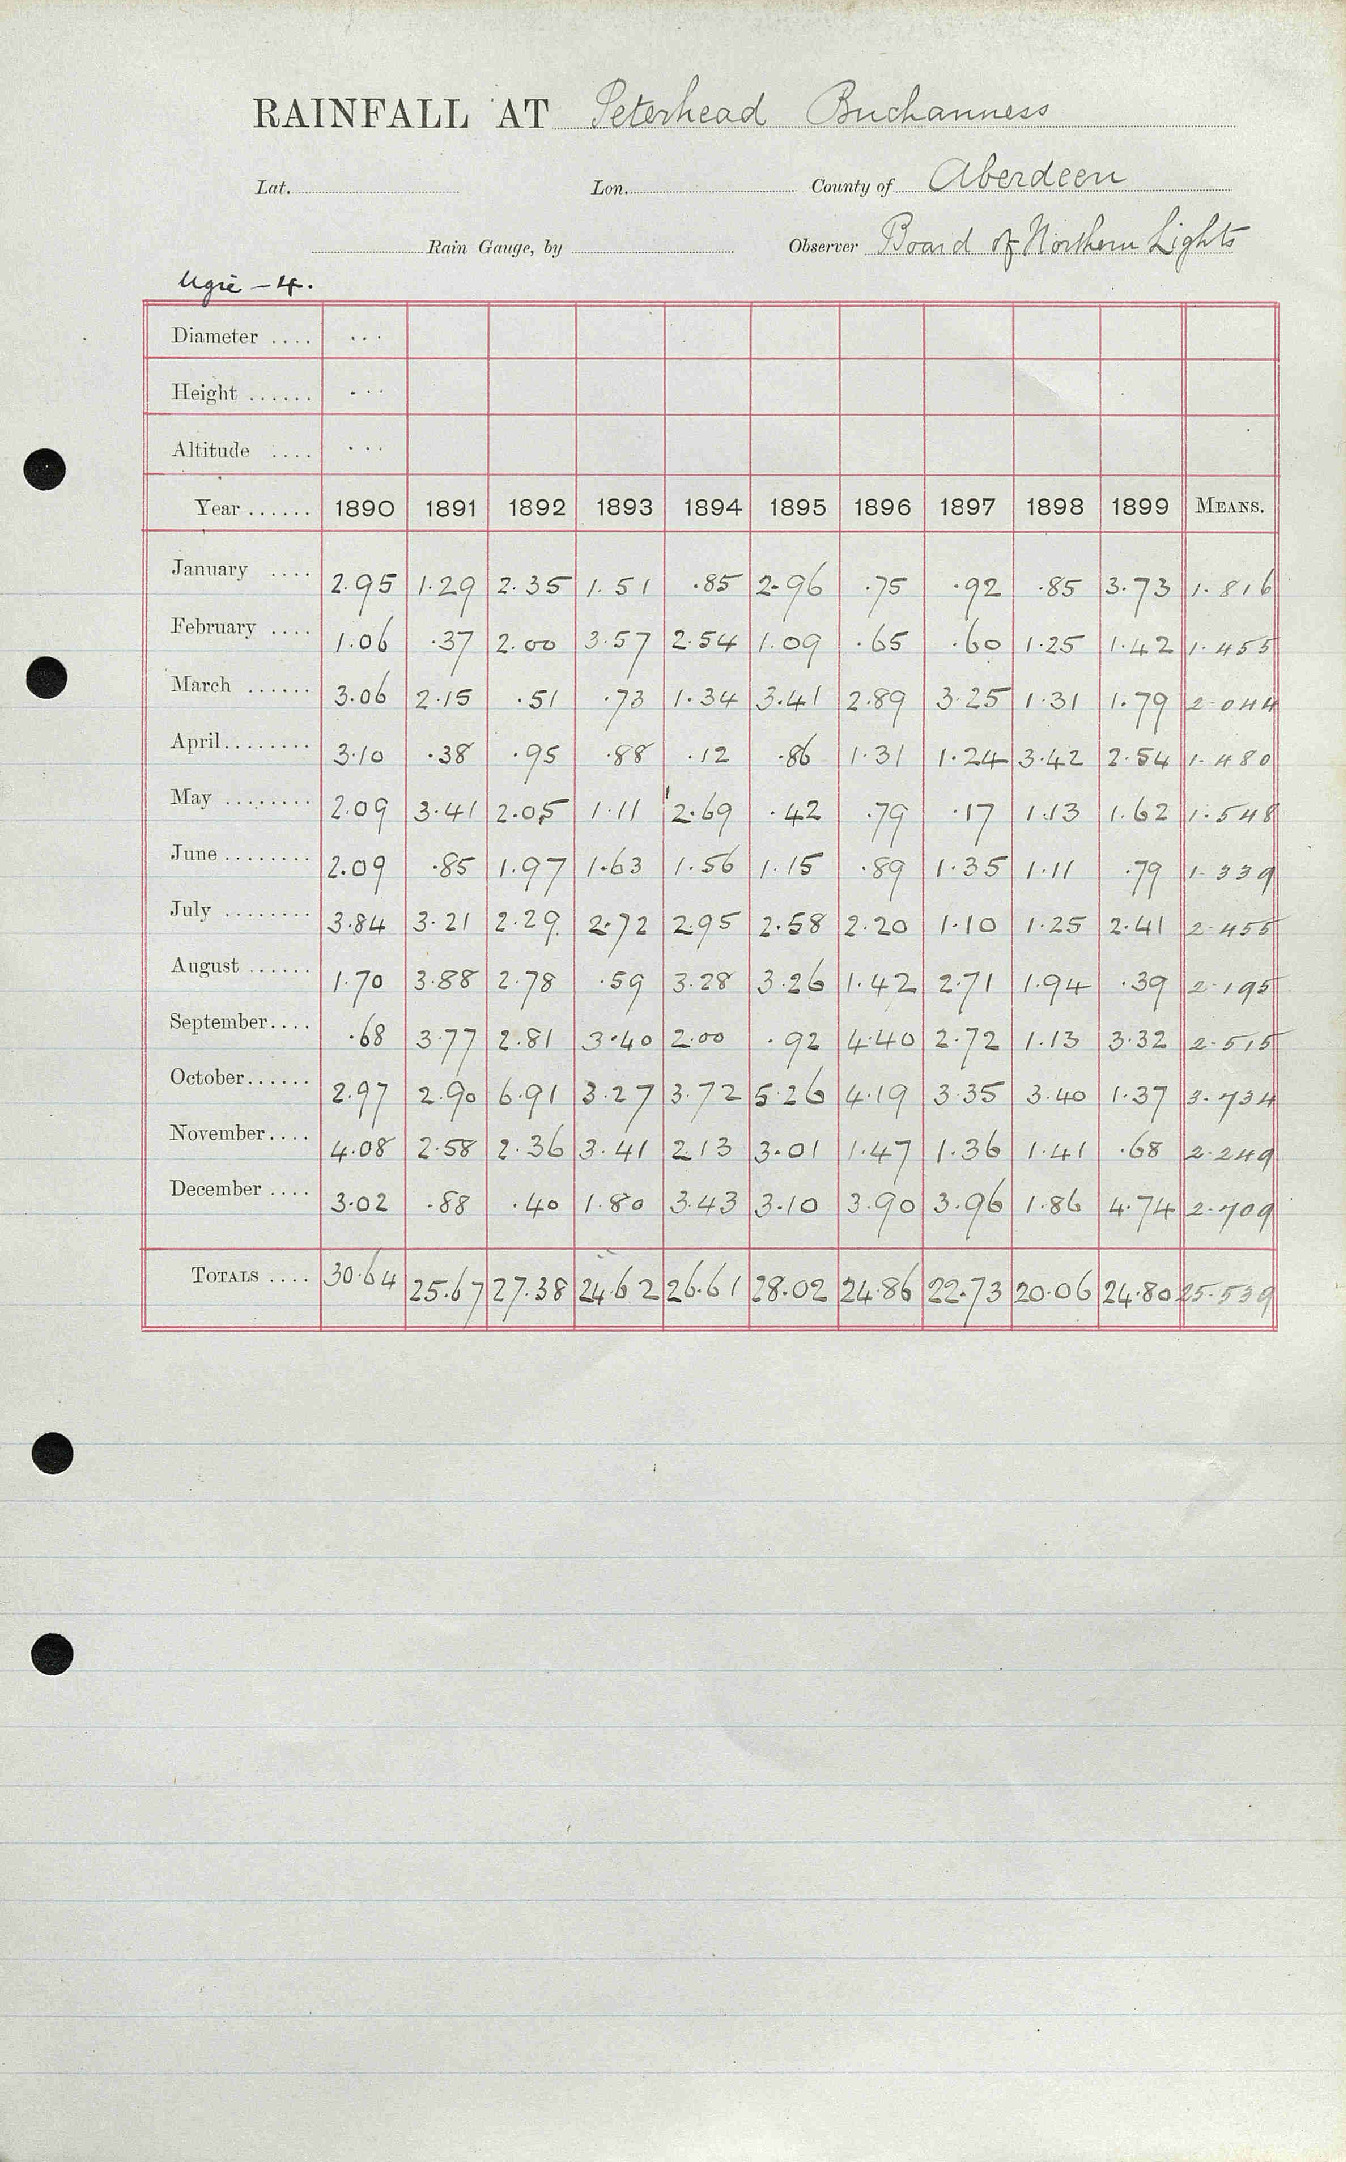 RAINFALL AT Peterhead Buchanness
Lat. Lon. County of Aberdeen
Rain Gauge, by Observer Board of Northern Lights
Ugie - 4.
Diameter .... ...
Height ...... ...
Altitude .... ...
Year ...... 1890 1891 1892 1893 1894 1895 1896 1897 1898 1899 MEANS.
January .... 2.95 1.29 2.35 1.51 .85 2.96 .75 .92 .85 3.73 1.816
February .... 1.06 .37 2.00 3.57 2.54 1.09 .65 .60 1.25 1.42 1.455
March ...... 3.06 2.15 .51 .73 1.34 3.41 2.89 3.25 1.31 1.79 2.044
April........ 3.10 .38 .95 .88 .12 .86 1.31 1.24 3.42 2.54 1.480
May ........ 2.09 3.41 2.05 1.11 2.69 .42 .79 .17 1.13 1.62 1.548
June ........ 2.09 .85 1.97 1.63 1.56 1.15 .89 1.35 1.11 .79 1.339
July ........ 3.84 3.21 2.29 2.72 2.95 2.58 2.20 1.10 1.25 2.41 2.455
August ...... 1.70 3.88 2.78 .59 3.28 3.26 1.42 2.71 1.94 .39 2.195
September.... .68 3.77 2.81 3.40 2.00 .92 4.40 2.72 1.13 3.32 2.515
October...... 2.97 2.90 6.91 3.27 3.72 5.26 4.19 3.35 3.40 1.37 3.734
November.... 4.08 2.58 2.36 3.41 2.13 3.01 1.47 1.36 1.41 .68 2.249
December .... 3.02 .88 .40 1.80 3.43 3.10 3.90 3.96 1.86 4.74 2.709
TOTALS .... 30.64 25.67 27.38 24.62 26.61 28.02 24.86 22.73 20.06 24.80 25.539